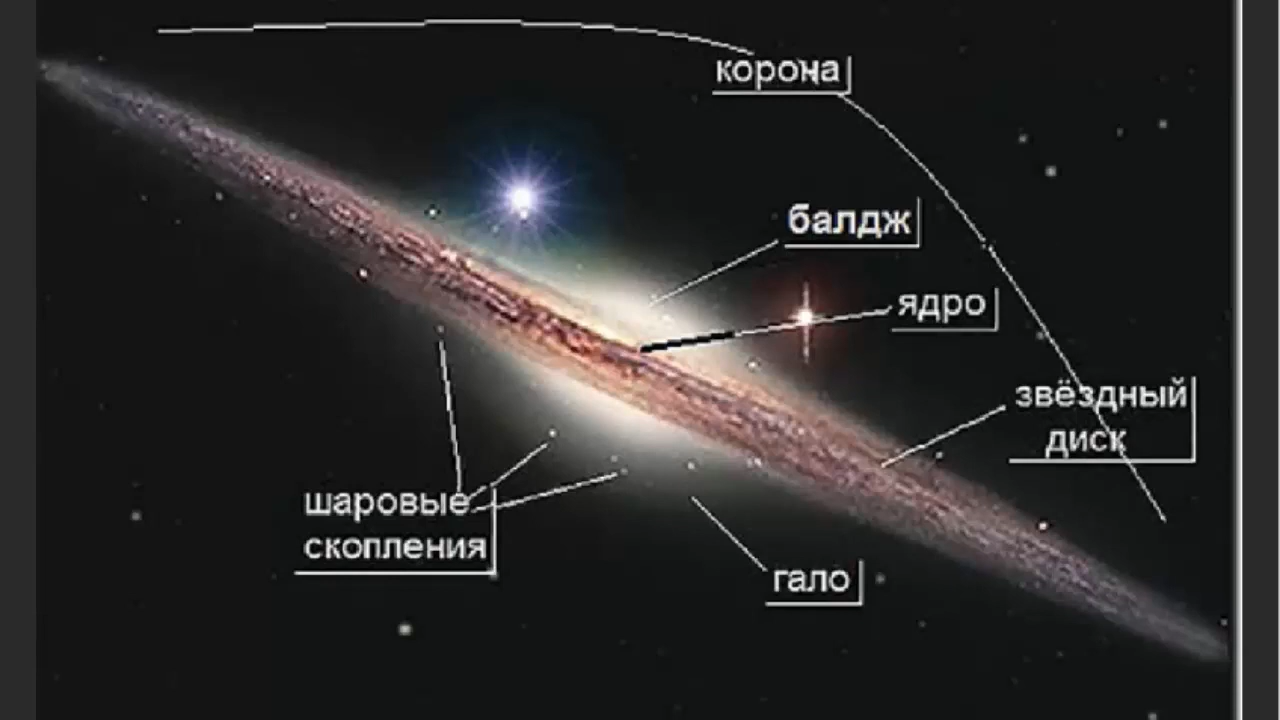 корона
балдж
ядро
звёздный
диск
шаровые
скопления
гало